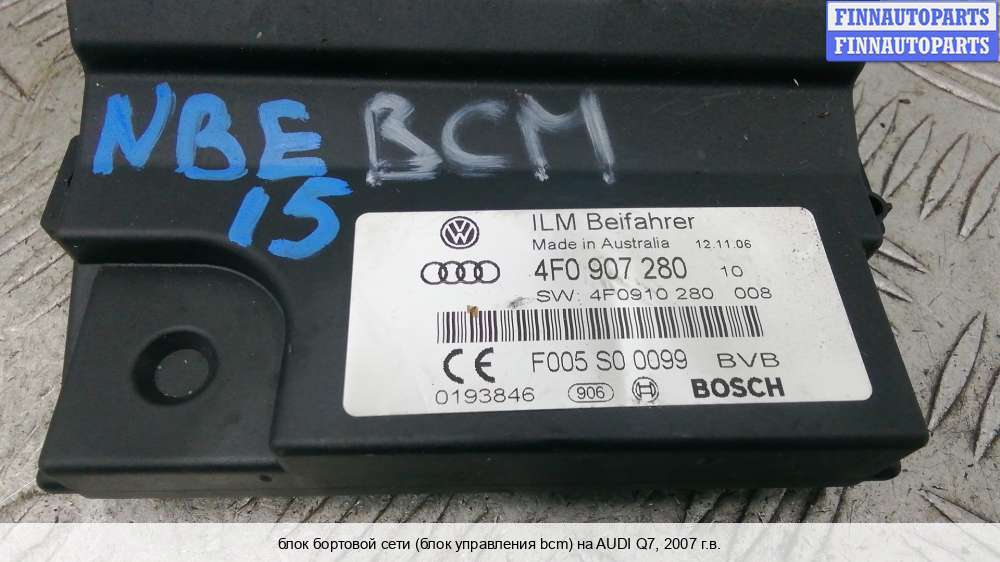 FINNAUTOPARTS
FINNAUTOPARTS
NBE BCM
15
ILM Beifahrer
Made in Australia 12.11.06
4F0 907 280 10
SW: 4F0910 280 008
CE F005 S0 0099 BVB
0193846 906 BOSCH
блок бортовой сети (блок управления bcm) на AUDI Q7, 2007 г.в.